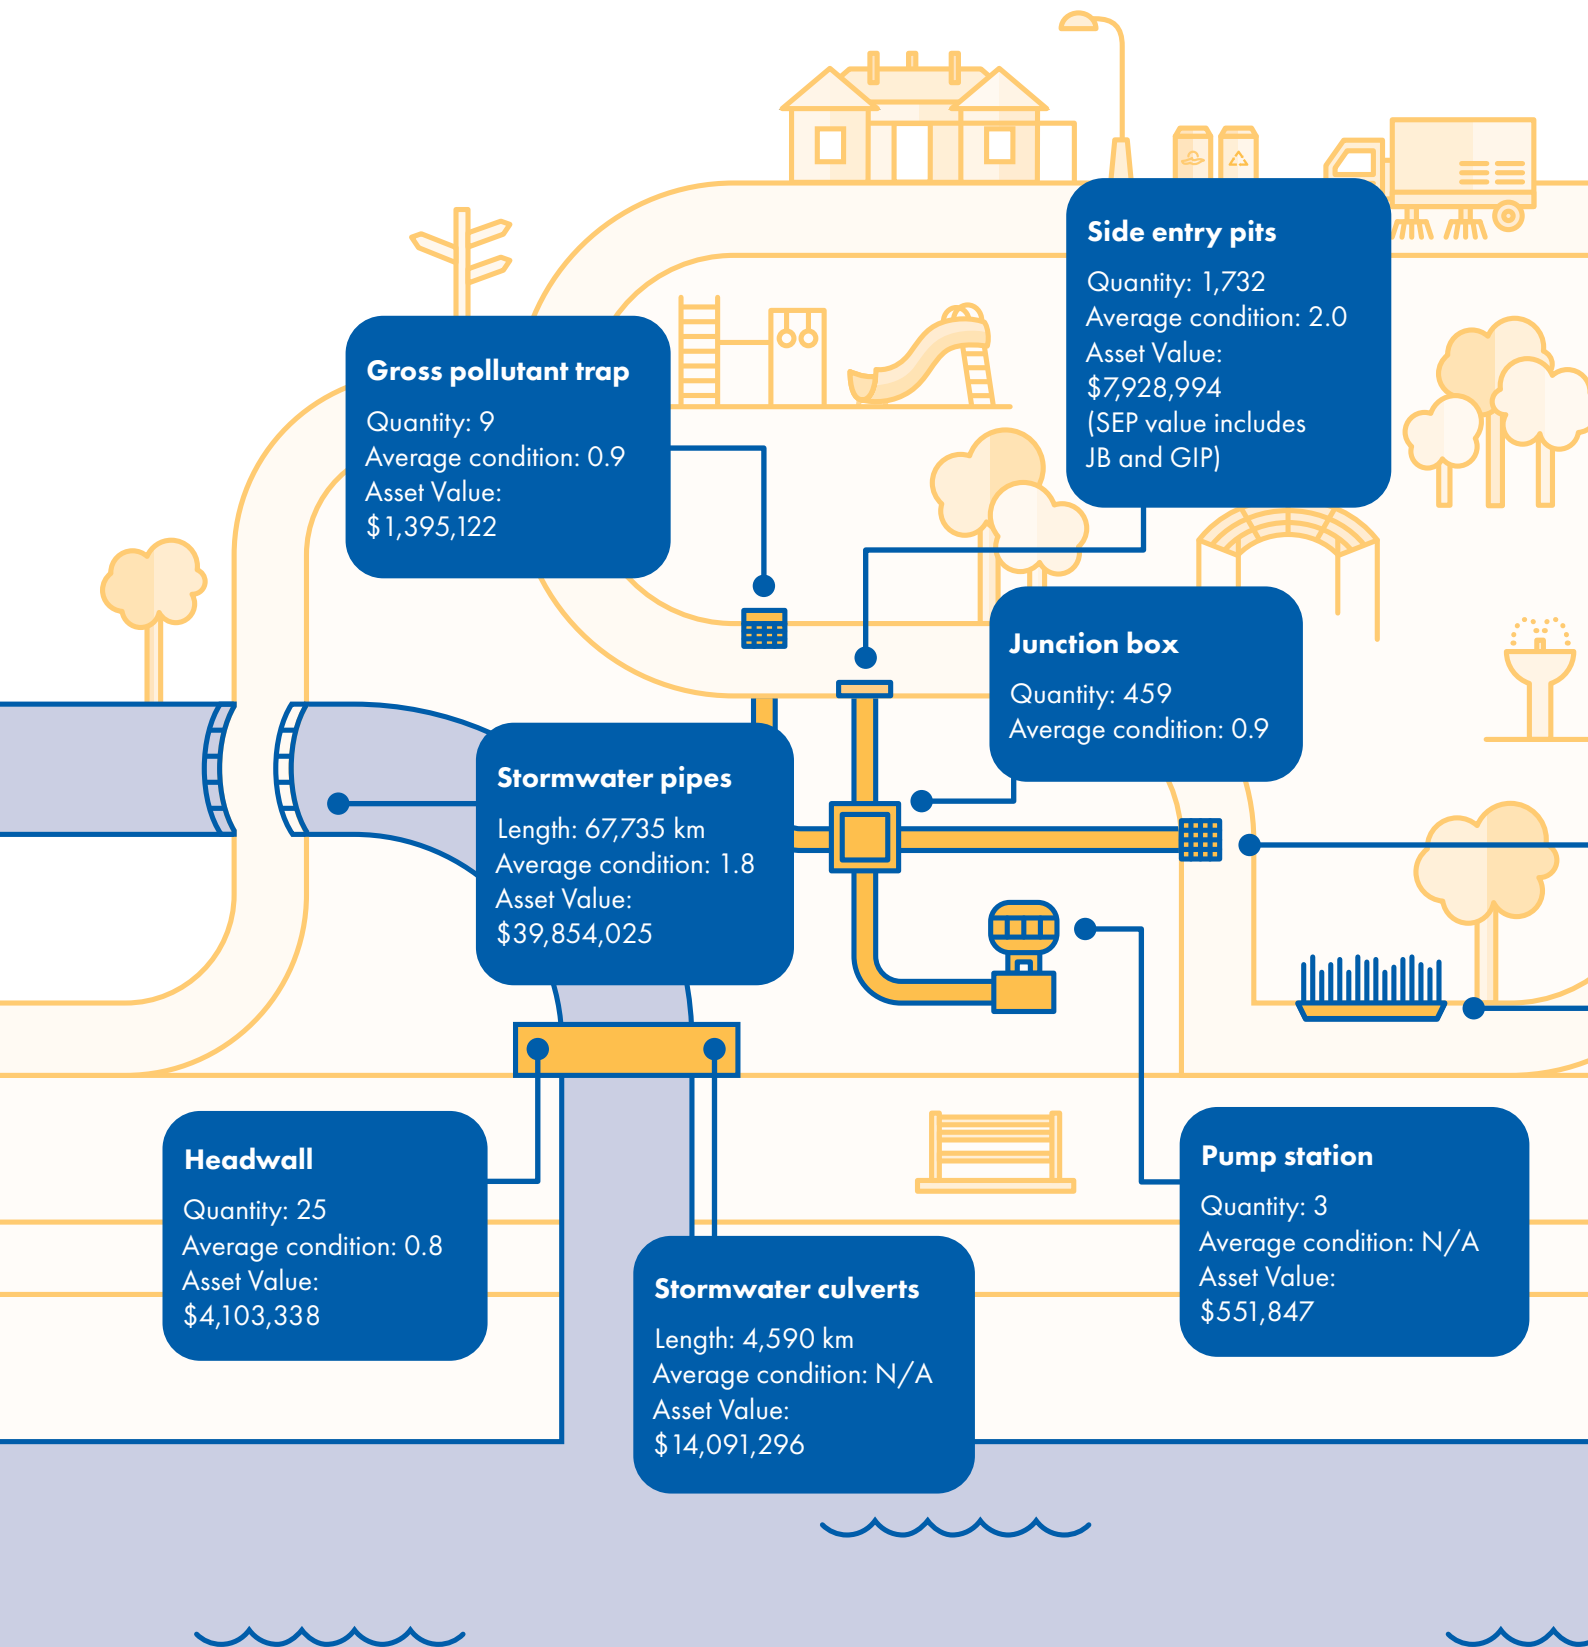 Side entry pits
Quantity: 1,732
Average condition: 2.0
Asset Value:
$7,928,994
(SEP value includes
JB and GIP)
Gross pollutant trap
Quantity: 9
Average condition: 0.9
Asset Value:
$1,395,122
Junction box
Quantity: 459
Average condition: 0.9
Stormwater pipes
Length: 67,735 km
Average condition: 1.8
Asset Value:
$39,854,025
Headwall
Quantity: 25
Average condition: 0.8
Asset Value:
$4,103,338
Pump station
Quantity: 3
Average condition: N/A
Asset Value:
$551,847
Stormwater culverts
Length: 4,590 km
Average condition: N/A
Asset Value:
$14,091,296